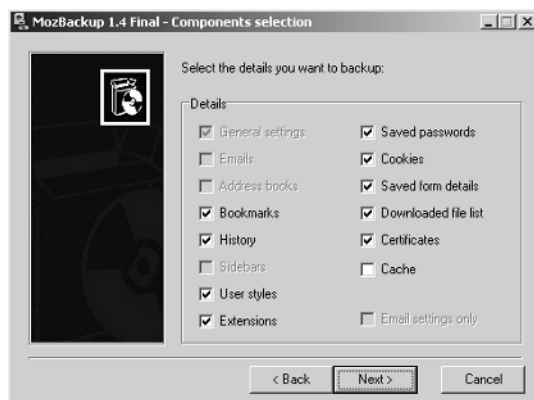 MozBackup 1.4 Final - Components selection
Select the details you want to backup:
Details
General settings
Emails
Address books
Bookmarks
History
Sidebars
User styles
Extensions
Saved passwords
Cookies
Saved form details
Downloaded file list
Certificates
Cache
Email settings only
< Back
Next >
Cancel